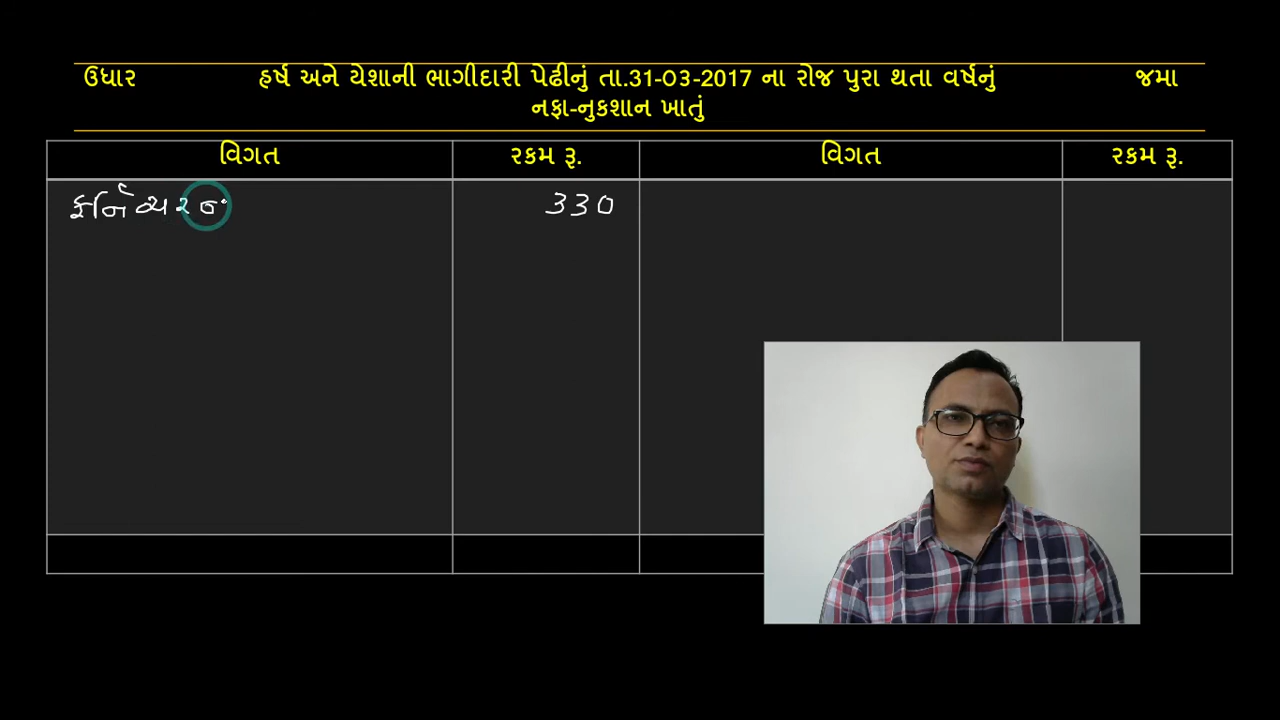 ઉધાર હર્ષ અને યેશાની ભાગીદારી પેઢીનું તા.31-03-2017 ના રોજ પુરા થતા વર્ષનું જમા
નફા-નુકશાન ખાતું
વિગત રકમ રૂ. વિગત રકમ રૂ.
ફર્નિચર 330